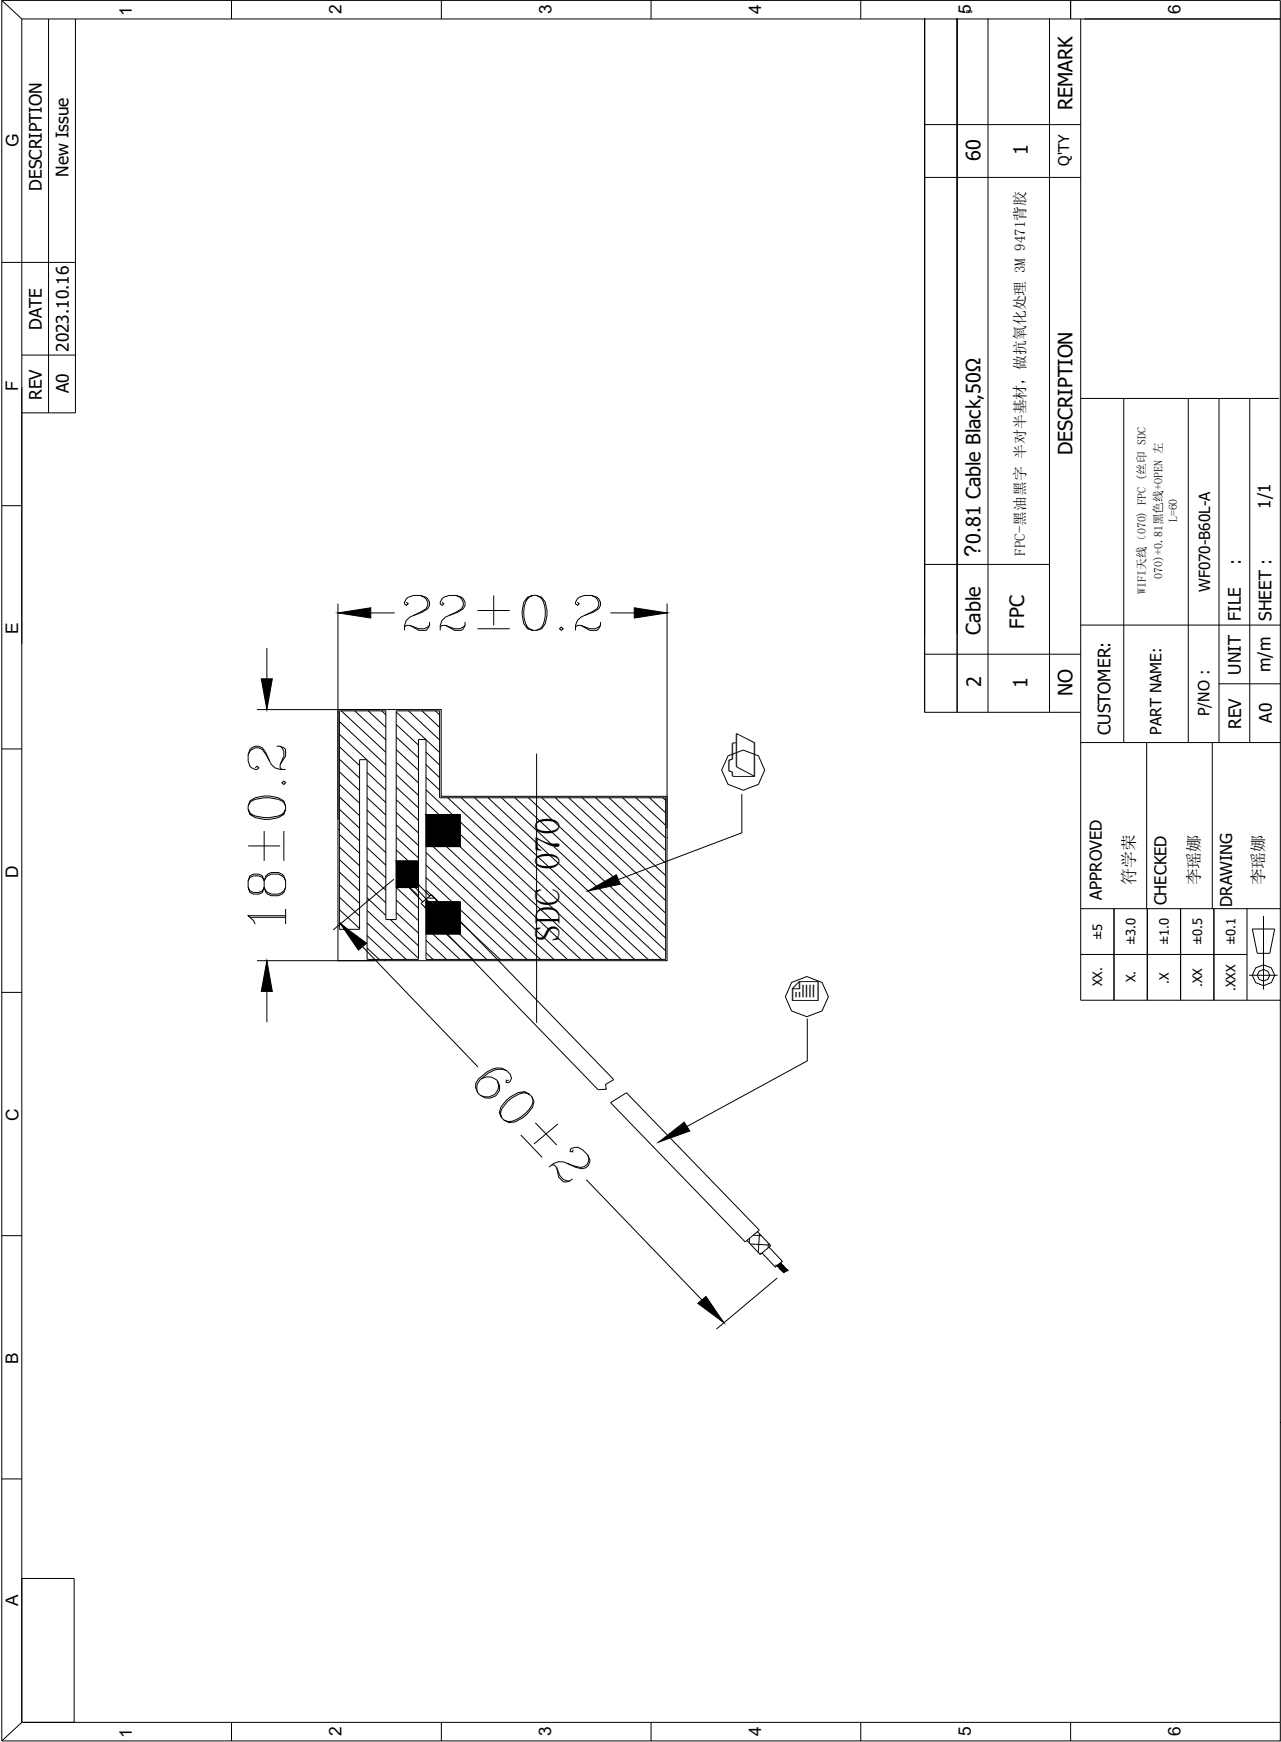 A B C D E F G
1 2 3 4 5 6
REV DATE DESCRIPTION
A0 2023.10.16 New Issue
18±0.2
22±0.2
60±2
SDC 070
2 Cable ?0.81 Cable Black,50Ω 60
1 FPC FPC-黑油黑字 半对半基材，做抗氧化处理 3M 9471背胶 1
NO DESCRIPTION Q'TY REMARK
XX. ±5
X. ±3.0
.X ±1.0
.XX ±0.5
.XXX ±0.1
APPROVED
符学荣
CHECKED
李瑶娜
DRAWING
李瑶娜
CUSTOMER:
PART NAME:
WIFI天线 (070) FPC (丝印 SDC
070)+0.81黑色线+OPEN 左
L=60
P/NO : WF070-B60L-A
REV UNIT FILE :
A0 m/m SHEET : 1/1
1 2 3 4 5 6